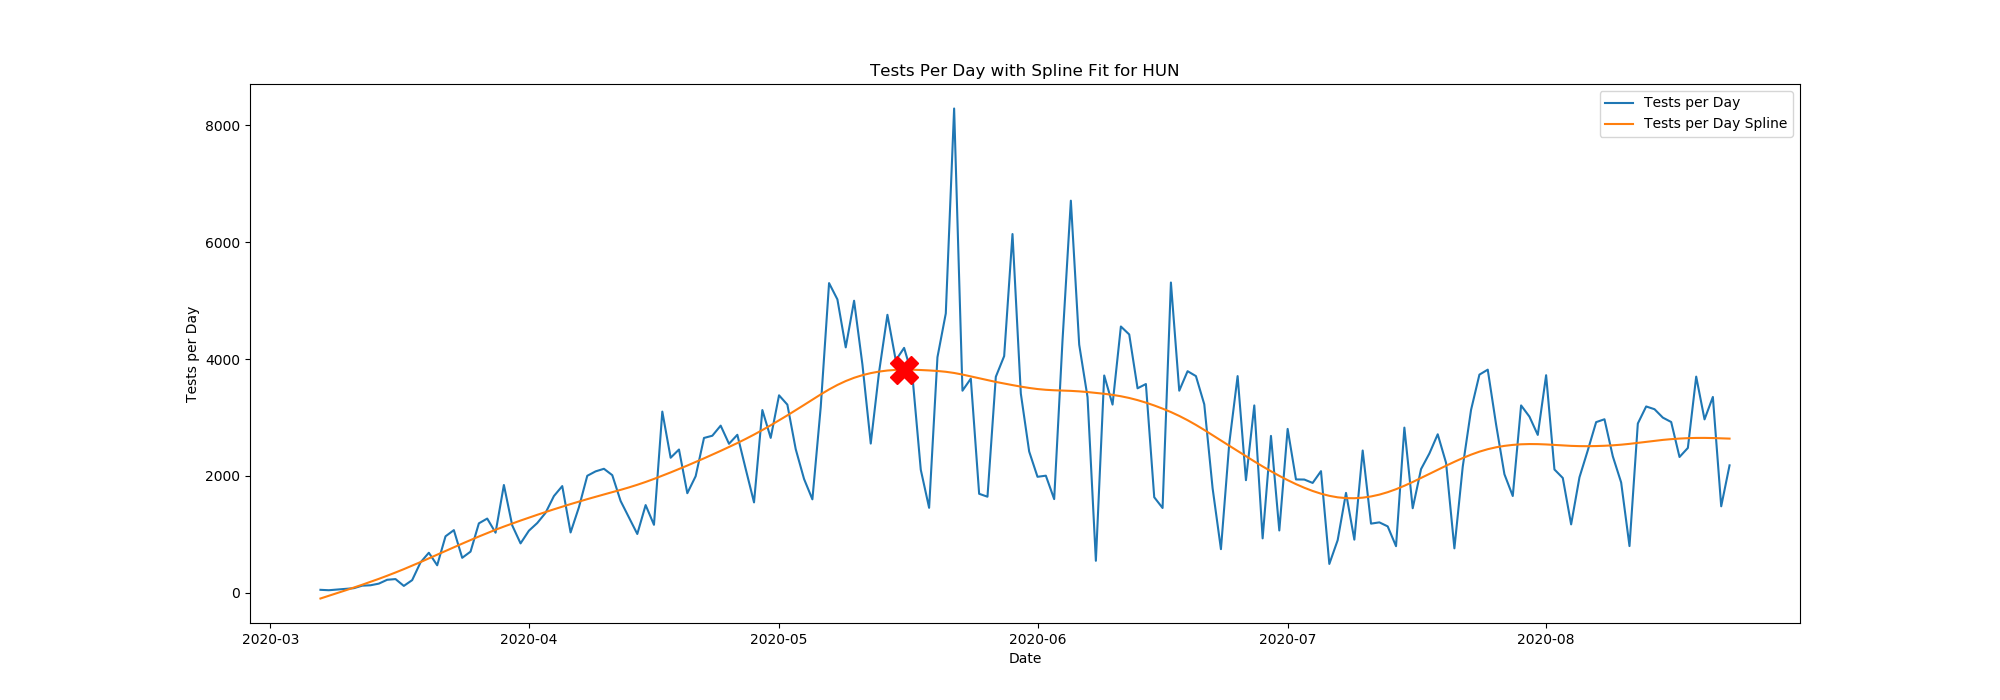 Tests Per Day with Spline Fit for HUN
Tests per Day
Tests per Day Spline
8000
6000
4000
2000
0
Tests per Day
2020-03
2020-04
2020-05
2020-06
2020-07
2020-08
Date